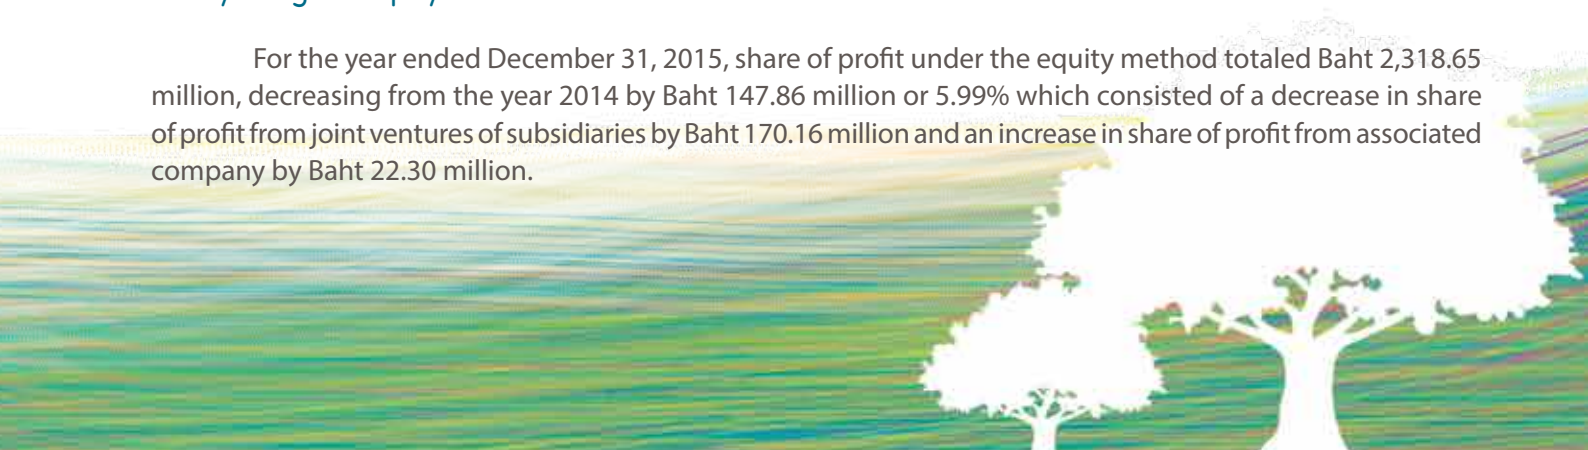 For the year ended December 31, 2015, share of profit under the equity method totaled Baht 2,318.65
million, decreasing from the year 2014 by Baht 147.86 million or 5.99% which consisted of a decrease in share
of profit from joint ventures of subsidiaries by Baht 170.16 million and an increase in share of profit from associated
company by Baht 22.30 million.